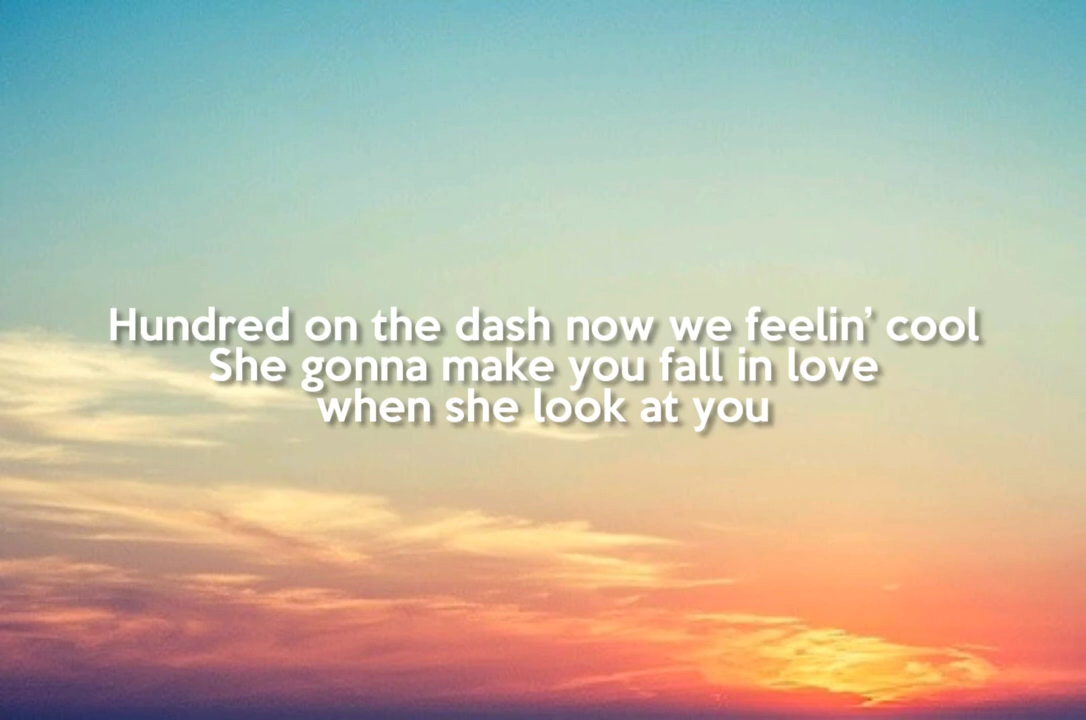 Hundred on the dash now we feelin’ cool
She gonna make you fall in love
when she look at you